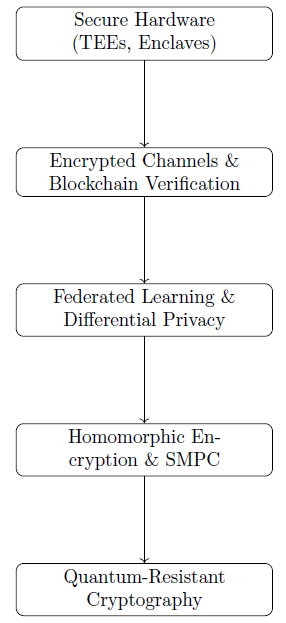 Secure Hardware
(TEEs, Enclaves)
Encrypted Channels &
Blockchain Verification
Federated Learning &
Differential Privacy
Homomorphic En-
cryption & SMPC
Quantum-Resistant
Cryptography